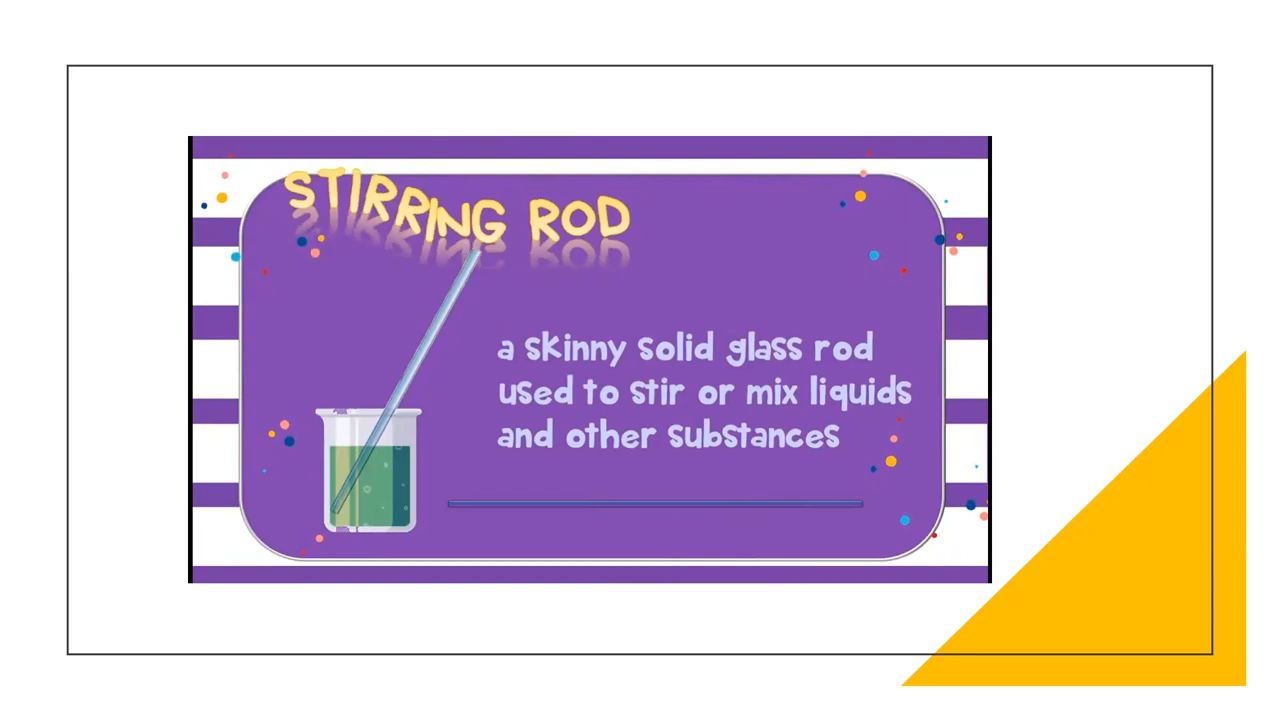 STIRRING ROD
a skinny solid glass rod
used to stir or mix liquids
and other substances